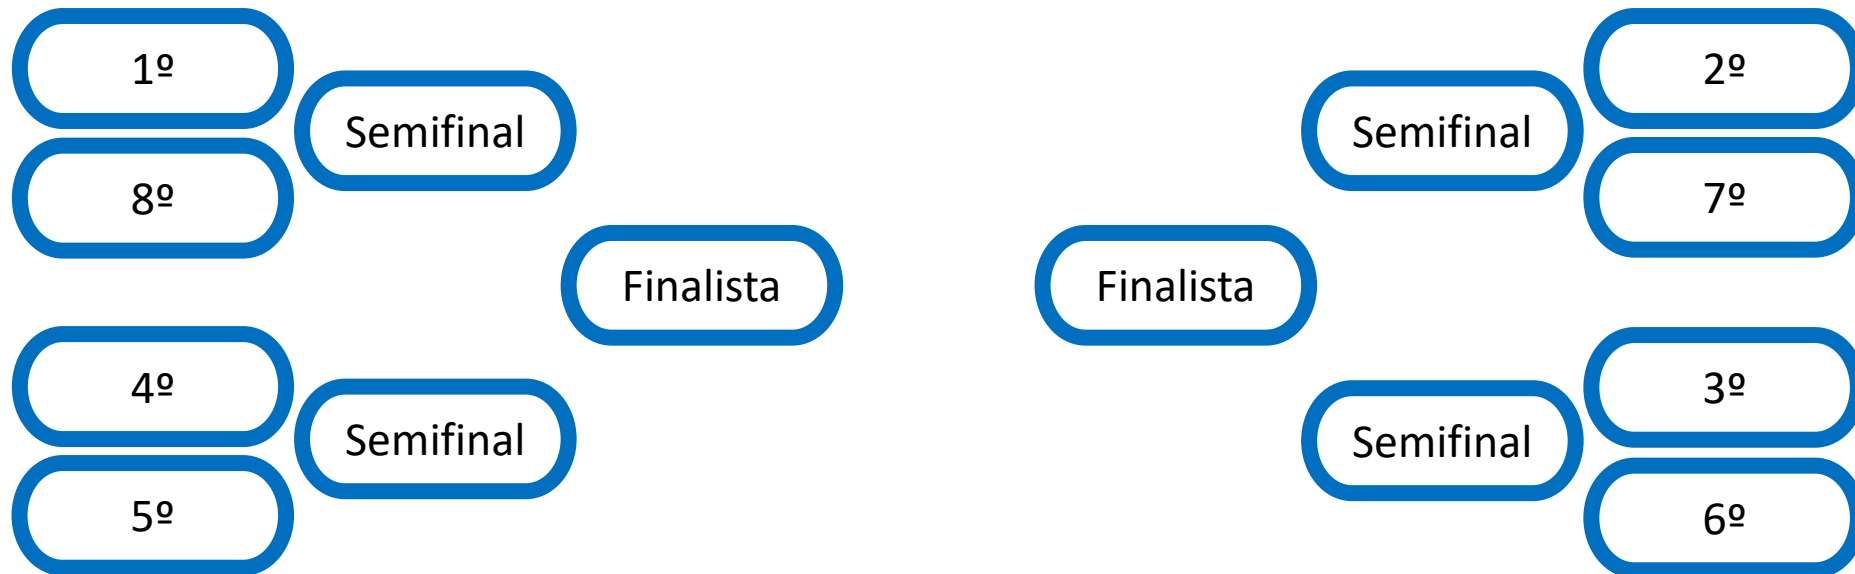 1º
8º
Semifinal
4º
5º
Semifinal
Finalista
Finalista
Semifinal
2º
7º
Semifinal
3º
6º